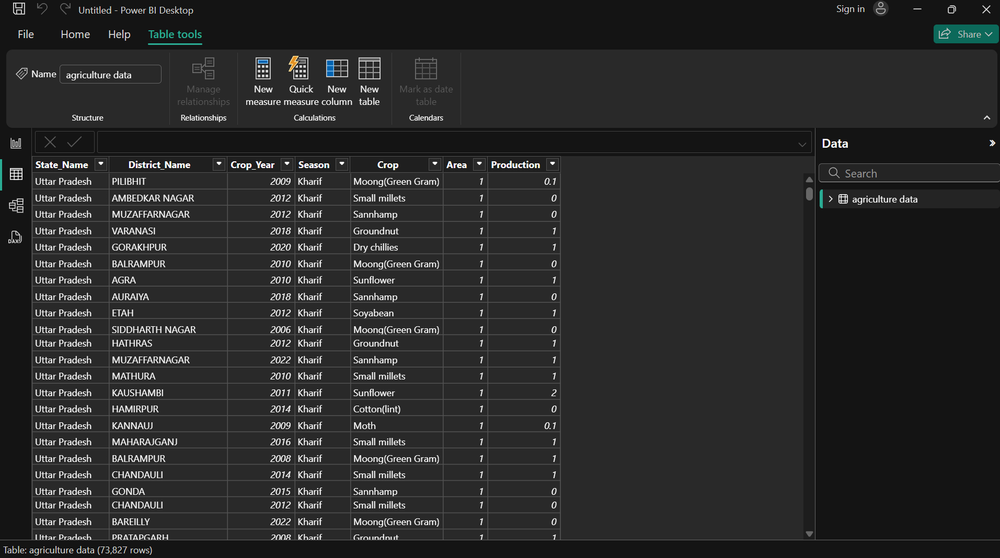 Untitled - Power BI Desktop
Sign in
File Home Help Table tools
Share
Name agriculture data
Manage relationships
New measure
Quick measure
New column
New table
Mark as date table
Structure
Relationships
Calculations
Calendars
Data
Search
agriculture data
State_Name District_Name Crop_Year Season Crop Area Production
Uttar Pradesh PILIBHIT 2009 Kharif Moong(Green Gram) 1 0.1
Uttar Pradesh AMBEDKAR NAGAR 2012 Kharif Small millets 1 0
Uttar Pradesh MUZAFFARNAGAR 2012 Kharif Sannhamp 1 0
Uttar Pradesh VARANASI 2018 Kharif Groundnut 1 1
Uttar Pradesh GORAKHPUR 2020 Kharif Dry chillies 1 1
Uttar Pradesh BALRAMPUR 2010 Kharif Moong(Green Gram) 1 0
Uttar Pradesh AGRA 2010 Kharif Sunflower 1 1
Uttar Pradesh AURAIYA 2018 Kharif Sannhamp 1 0
Uttar Pradesh ETAH 2012 Kharif Soyabean 1 1
Uttar Pradesh SIDDHARTH NAGAR 2006 Kharif Moong(Green Gram) 1 0
Uttar Pradesh HATHRAS 2012 Kharif Groundnut 1 1
Uttar Pradesh MUZAFFARNAGAR 2022 Kharif Sannhamp 1 1
Uttar Pradesh MATHURA 2010 Kharif Small millets 1 1
Uttar Pradesh KAUSHAMBI 2011 Kharif Sunflower 1 2
Uttar Pradesh HAMIRPUR 2014 Kharif Cotton(lint) 1 0
Uttar Pradesh KANNAUJ 2009 Kharif Moth 1 0.1
Uttar Pradesh MAHARAJGANJ 2016 Kharif Small millets 1 1
Uttar Pradesh BALRAMPUR 2008 Kharif Moong(Green Gram) 1 1
Uttar Pradesh CHANDAULI 2014 Kharif Small millets 1 1
Uttar Pradesh GONDA 2015 Kharif Sannhamp 1 0
Uttar Pradesh CHANDAULI 2012 Kharif Small millets 1 0
Uttar Pradesh BAREILLY 2022 Kharif Moong(Green Gram) 1 0
Uttar Pradesh PRATAPGARH 2008 Kharif Groundnut 1 1
DAX
Table: agriculture data (73,827 rows)